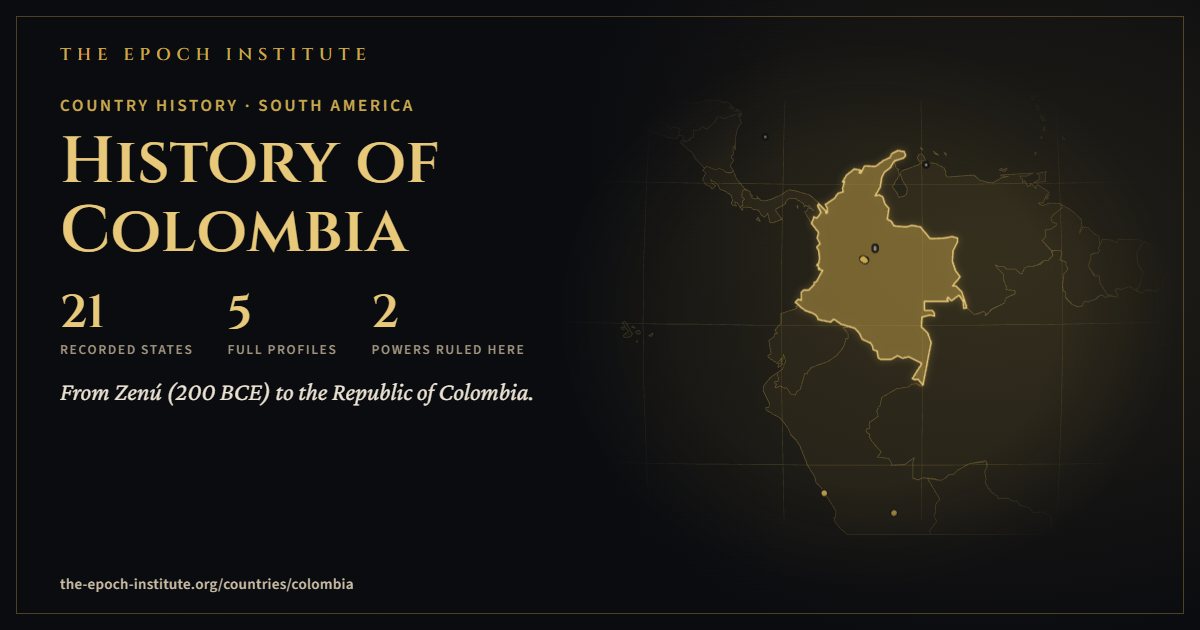 THE EPOCH INSTITUTE
COUNTRY HISTORY · SOUTH AMERICA
History of
Colombia
21 5 2
RECORDED STATES FULL PROFILES POWERS RULED HERE
From Zenú (200 BCE) to the Republic of Colombia.
the-epoch-institute.org/countries/colombia